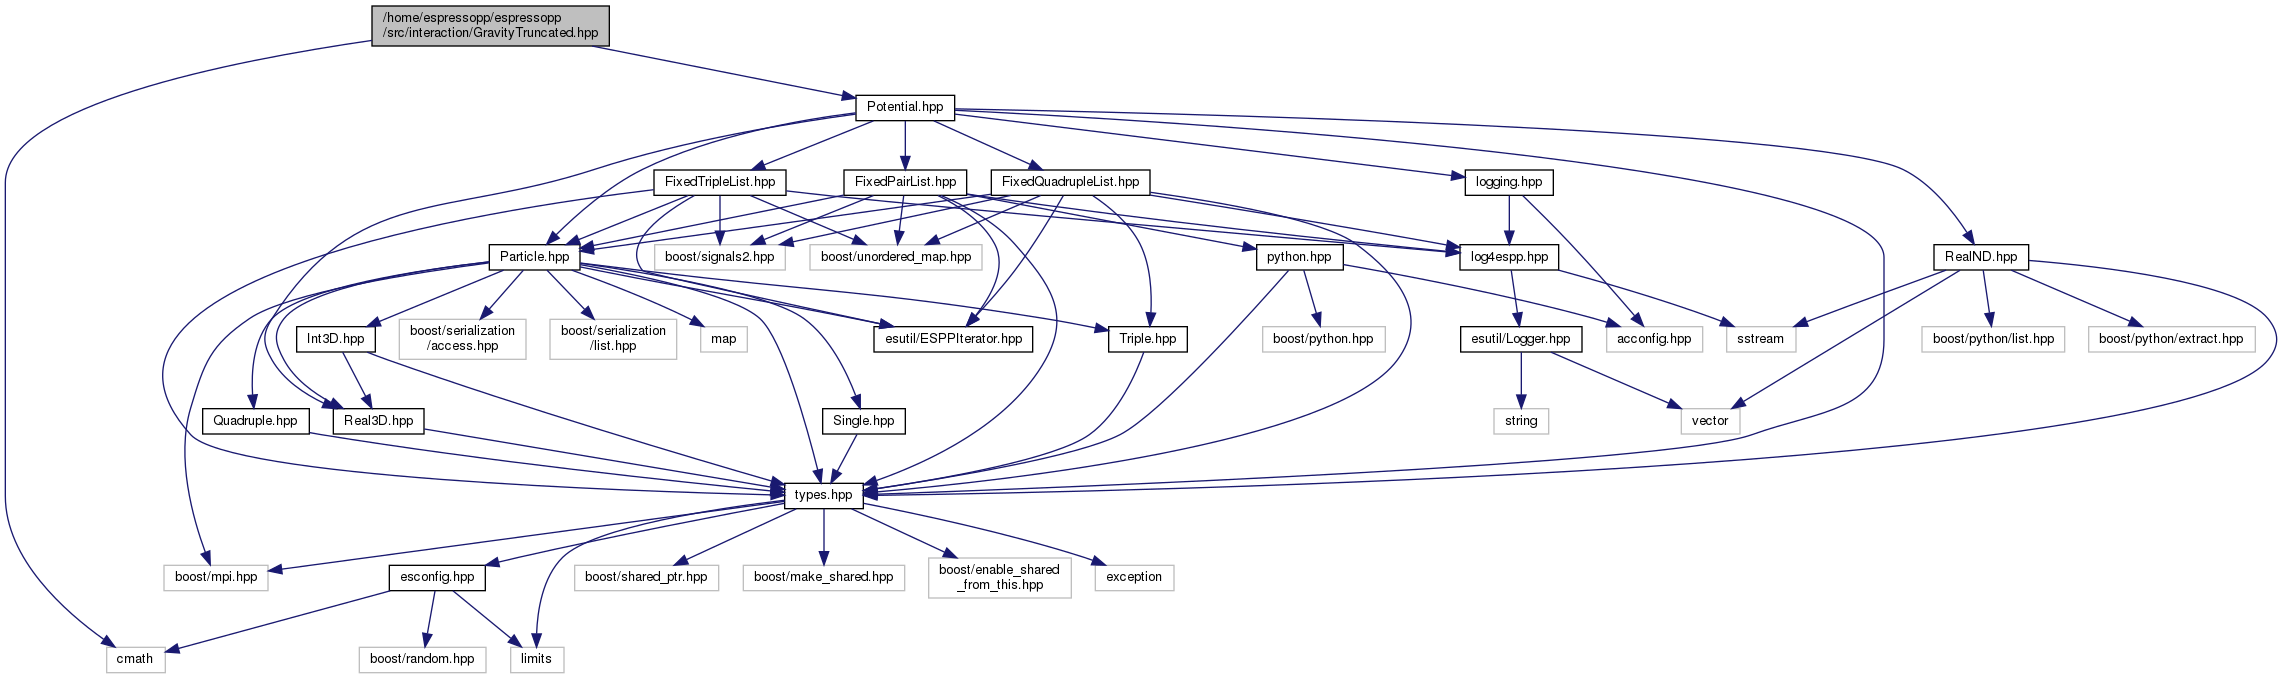 /home/espressopp/espressopp
/src/interaction/GravityTruncated.hpp
Potential.hpp
FixedTripleList.hpp
FixedPairList.hpp
FixedQuadrupleList.hpp
logging.hpp
Particle.hpp
boost/signals2.hpp
boost/unordered_map.hpp
python.hpp
log4espp.hpp
RealND.hpp
Int3D.hpp
boost/serialization
/access.hpp
boost/serialization
/list.hpp
map
esutil/ESPPIterator.hpp
Triple.hpp
boost/python.hpp
esutil/Logger.hpp
acconfig.hpp
sstream
boost/python/list.hpp
boost/python/extract.hpp
Quadruple.hpp
Real3D.hpp
Single.hpp
string
vector
types.hpp
boost/mpi.hpp
esconfig.hpp
boost/shared_ptr.hpp
boost/make_shared.hpp
boost/enable_shared
_from_this.hpp
exception
cmath
boost/random.hpp
limits